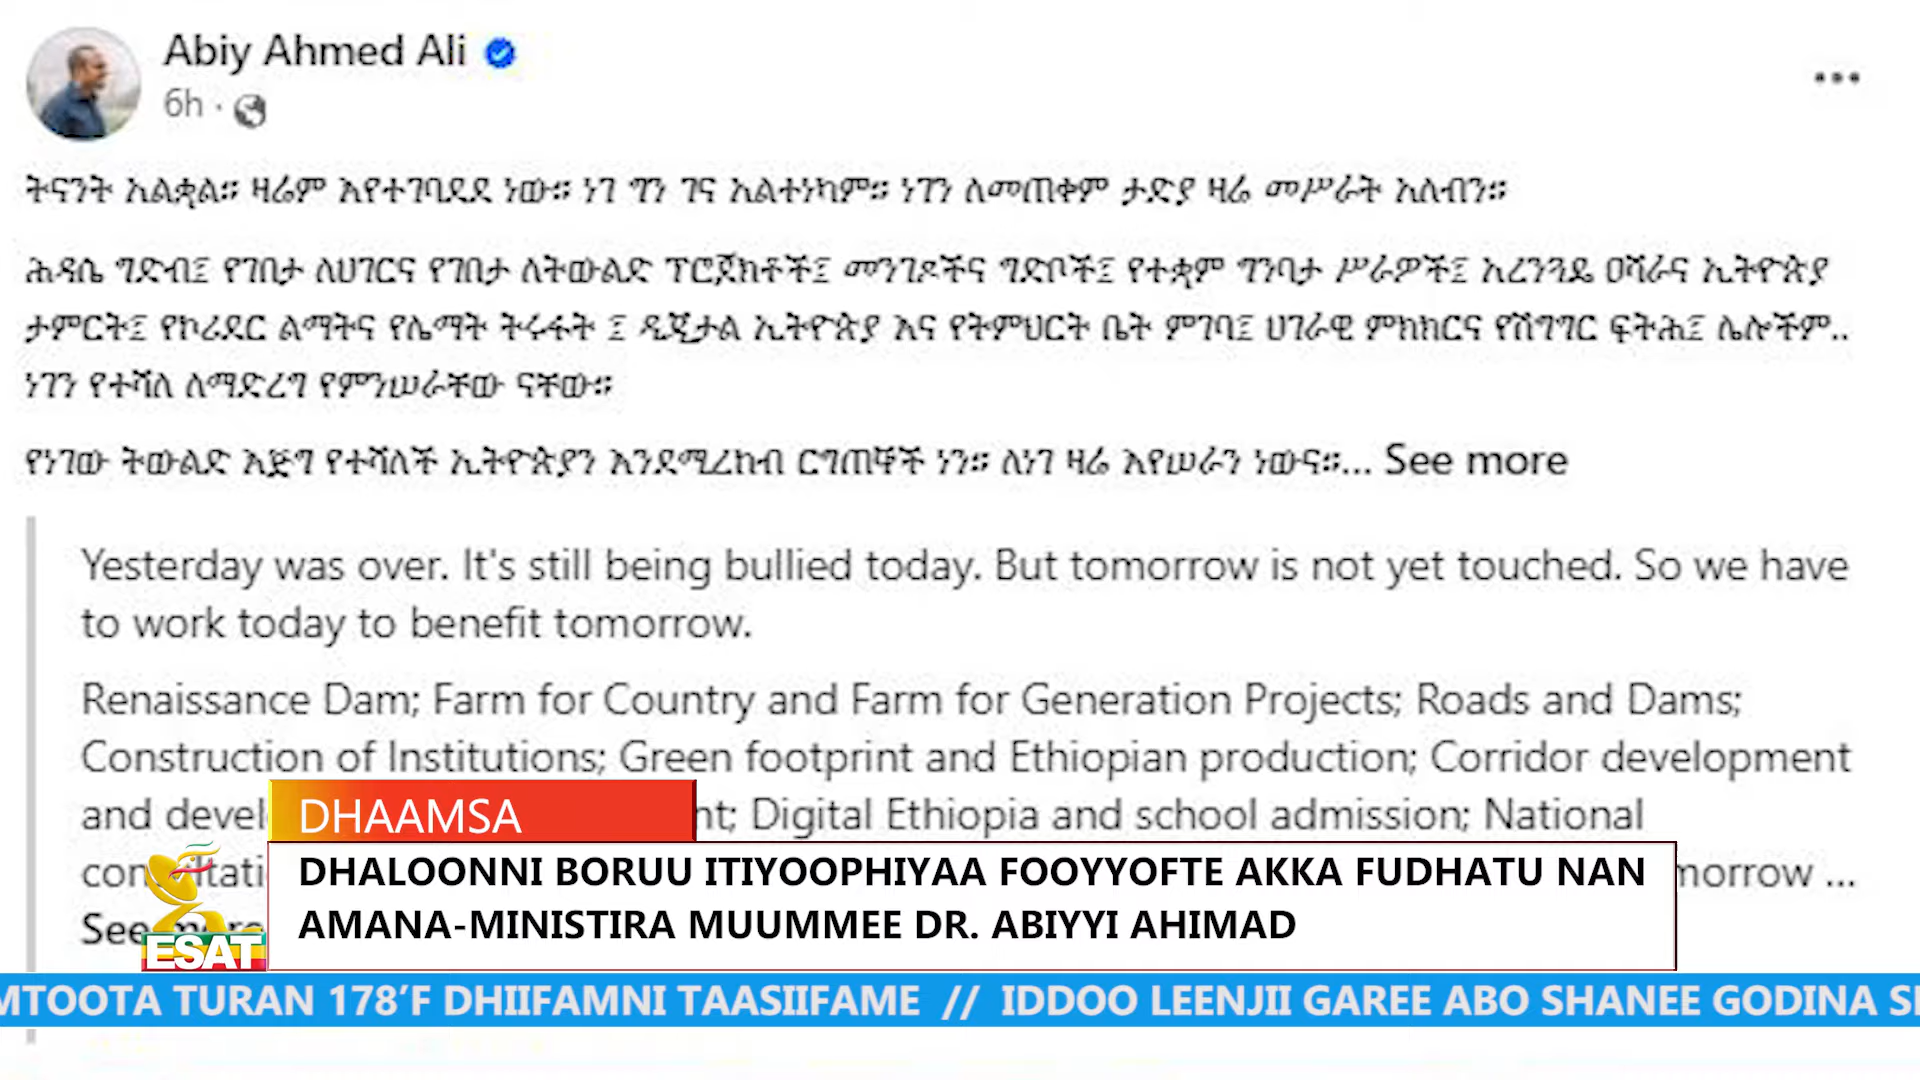 Abiy Ahmed Ali
6h ·
ትናንት አልቋል። ዛሬም እየተገባደደ ነው። ነገ ግን ገና አልተነካም። ነገን ለመጠቀም ታድያ ዛሬ መሥራት አለብን።
ሕዳሴ ግድብ፤ የገበታ ለሀገርና የገበታ ለትውልድ ፕሮጀክቶች፤ መንገዶችና ግድቦች፤ የተቋም ግንባታ ሥራዎች፤ አረንጓዴ ዐሻራና ኢትዮጵያ
ታምርት፤ የኮሪደር ልማትና የሌማት ትሩፋት ፤ ዲጂታል ኢትዮጵያ እና የትምህርት ቤት ምገባ፤ ሀገራዊ ምክክርና የሽግግር ፍትሕ፤ ሌሎችም..
ነገን የተሻለ ለማድረግ የምንሠራቸው ናቸው።
የነገው ትውልድ እጅግ የተሻለች ኢትዮጵያን እንደሚረከብ ርግጠኞች ነን። ለነገ ዛሬ እየሠራን ነውና።... See more
Yesterday was over. It's still being bullied today. But tomorrow is not yet touched. So we have
to work today to benefit tomorrow.
Renaissance Dam; Farm for Country and Farm for Generation Projects; Roads and Dams;
Construction of Institutions; Green footprint and Ethiopian production; Corridor development
and devel nt; Digital Ethiopia and school admission; National
morrow ...
See more
DHAAMSA
DHALOONNI BORUU ITIYOOPHIYAA FOOYYOFTE AKKA FUDHATU NAN
AMANA-MINISTIRA MUUMMEE DR. ABIYYI AHIMAD
ESAT
MTOOTA TURAN 178’F DHIIFAMNI TAASIIFAME // IDDOO LEENJII GAREE ABO SHANEE GODINA